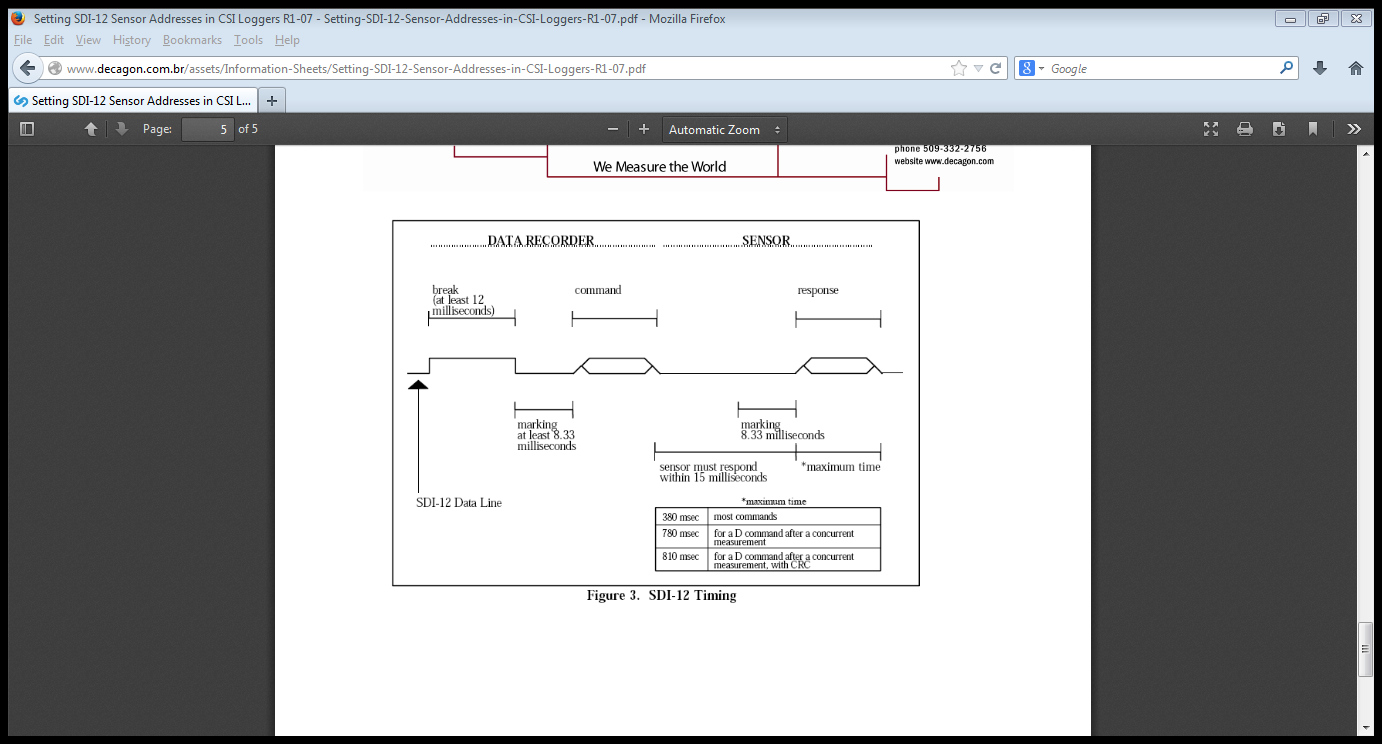 Setting SDI-12 Sensor Addresses in CSI Loggers R1-07 - Setting-SDI-12-Sensor-Addresses-in-CSI-Loggers-R1-07.pdf - Mozilla Firefox
File Edit View History Bookmarks Tools Help
www.decagon.com.br/assets/Information-Sheets/Setting-SDI-12-Sensor-Addresses-in-CSI-Loggers-R1-07.pdf
8 Google
Setting SDI-12 Sensor Addresses in CSI L...
Page: 5 of 5
Automatic Zoom
phone 509-332-2756
We Measure the World
website www.decagon.com
DATA RECORDER SENSOR
break
(at least 12
milliseconds)
command
response
marking
at least 8.33
milliseconds
marking
8.33 milliseconds
sensor must respond
within 15 milliseconds
*maximum time
SDI-12 Data Line
*maximum time
380 msec most commands
780 msec for a D command after a concurrent
measurement
810 msec for a D command after a concurrent
measurement, with CRC
Figure 3. SDI-12 Timing